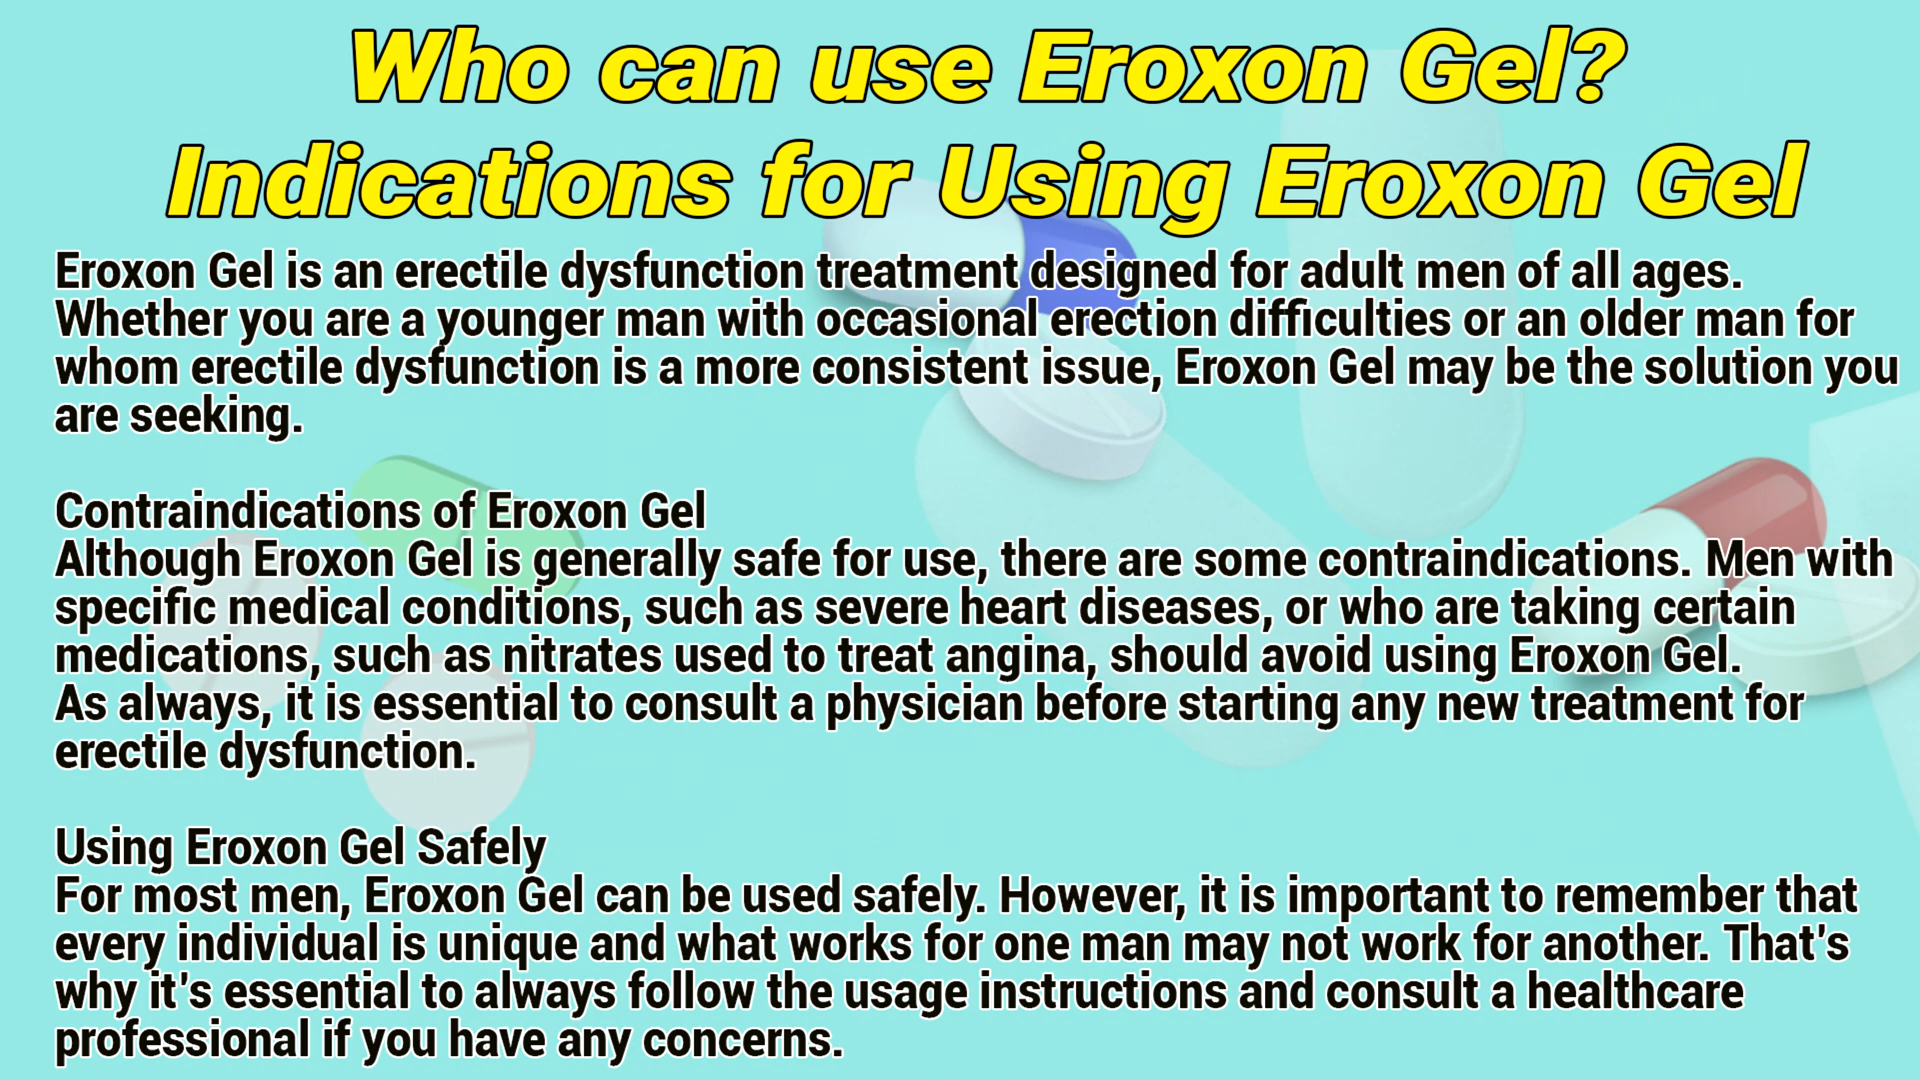 Who can use Eroxon Gel?
Indications for Using Eroxon Gel
Eroxon Gel is an erectile dysfunction treatment designed for adult men of all ages.
Whether you are a younger man with occasional erection difficulties or an older man for
whom erectile dysfunction is a more consistent issue, Eroxon Gel may be the solution you
are seeking.
Contraindications of Eroxon Gel
Although Eroxon Gel is generally safe for use, there are some contraindications. Men with
specific medical conditions, such as severe heart diseases, or who are taking certain
medications, such as nitrates used to treat angina, should avoid using Eroxon Gel.
As always, it is essential to consult a physician before starting any new treatment for
erectile dysfunction.
Using Eroxon Gel Safely
For most men, Eroxon Gel can be used safely. However, it is important to remember that
every individual is unique and what works for one man may not work for another. That's
why it's essential to always follow the usage instructions and consult a healthcare
professional if you have any concerns.